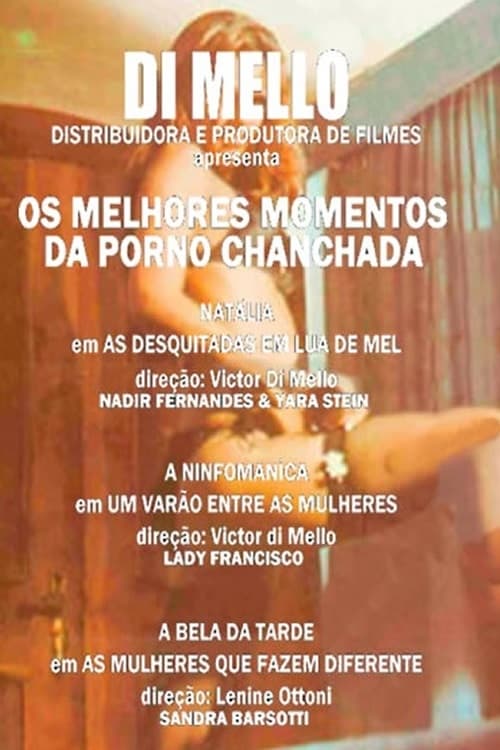 DI MELLO
DISTRIBUIDORA E PRODUTORA DE FILMES
apresenta
OS MELHORES MOMENTOS
DA PORNO CHANCHADA
NATÁLIA
em AS DESQUITADAS EM LUA DE MEL
direção: Victor Di Mello
NADIR FERNANDES & YARA STEIN
A NINFOMANÍCA
em UM VARÃO ENTRE AS MULHERES
direção: Victor di Mello
LADY FRANCISCO
A BELA DA TARDE
em AS MULHERES QUE FAZEM DIFERENTE
direção: Lenine Ottoni
SANDRA BARSOTTI